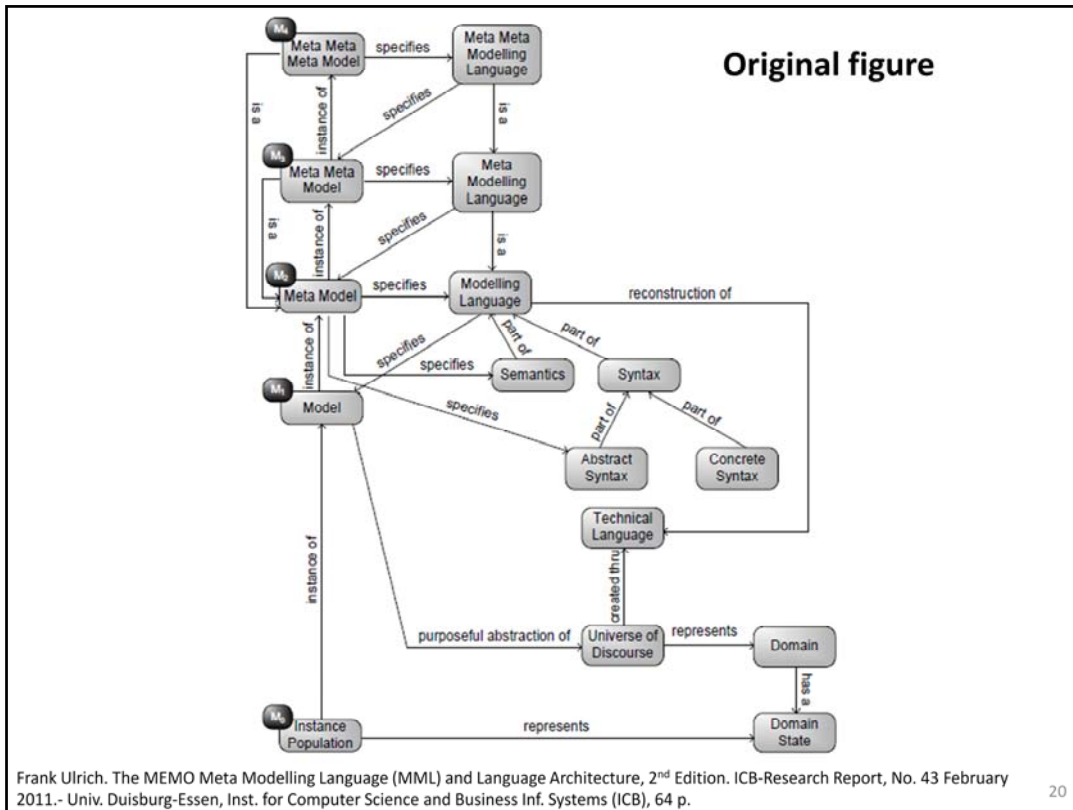 Original figure
M4
Meta Meta
Meta Model
specifies
Meta Meta
Modelling
Language
is a
instance of
specifies
is a
M3
Meta Meta
Model
specifies
Meta
Modelling
Language
is a
instance of
specifies
is a
M2
Meta Model
specifies
Modelling
Language
reconstruction of
instance of
specifies
specifies
part of
part of
Semantics
Syntax
M1
Model
specifies
part of
part of
Abstract
Syntax
Concrete
Syntax
Technical
Language
instance of
created thru
purposeful abstraction of
Universe of
Discourse
represents
Domain
has a
M0
Instance
Population
represents
Domain
State
Frank Ulrich. The MEMO Meta Modelling Language (MML) and Language Architecture, 2nd Edition. ICB-Research Report, No. 43 February
2011.- Univ. Duisburg-Essen, Inst. for Computer Science and Business Inf. Systems (ICB), 64 p.
20